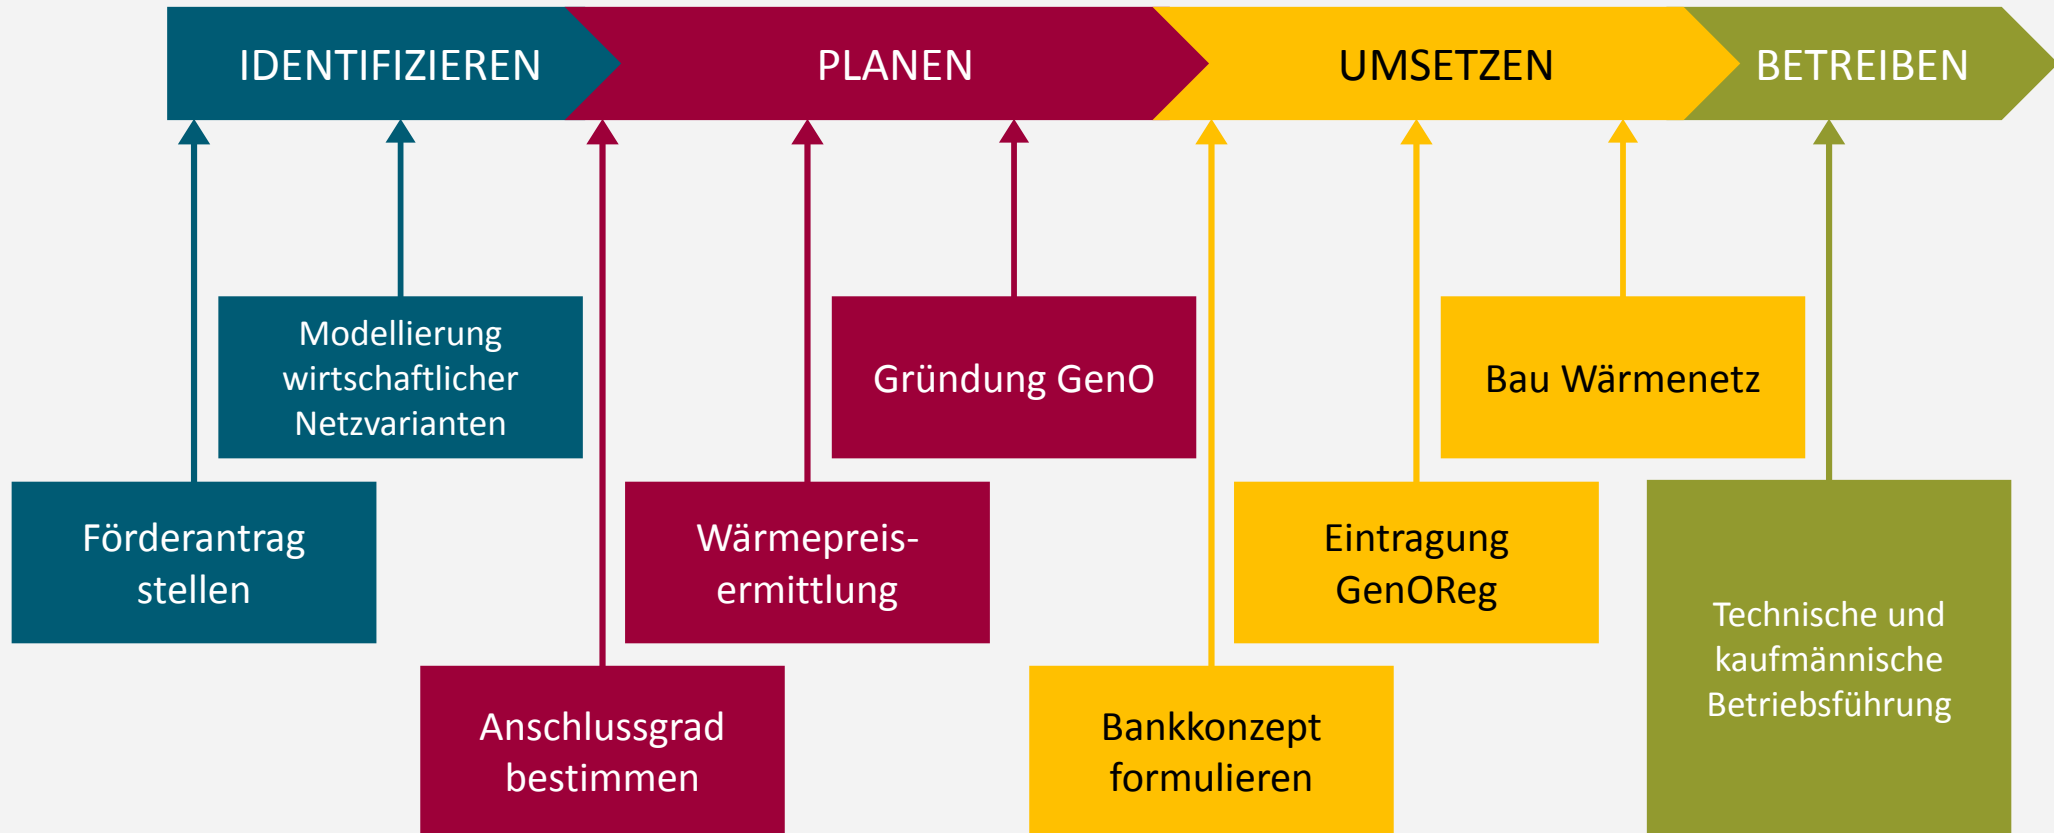 IDENTIFIZIEREN
PLANEN
UMSETZEN
BETREIBEN
Förderantrag
stellen
Modellierung
wirtschaftlicher
Netzvarianten
Anschlussgrad
bestimmen
Wärmepreis-
ermittlung
Gründung GenO
Bankkonzept
formulieren
Eintragung
GenOReg
Bau Wärmenetz
Technische und
kaufmännische
Betriebsführung